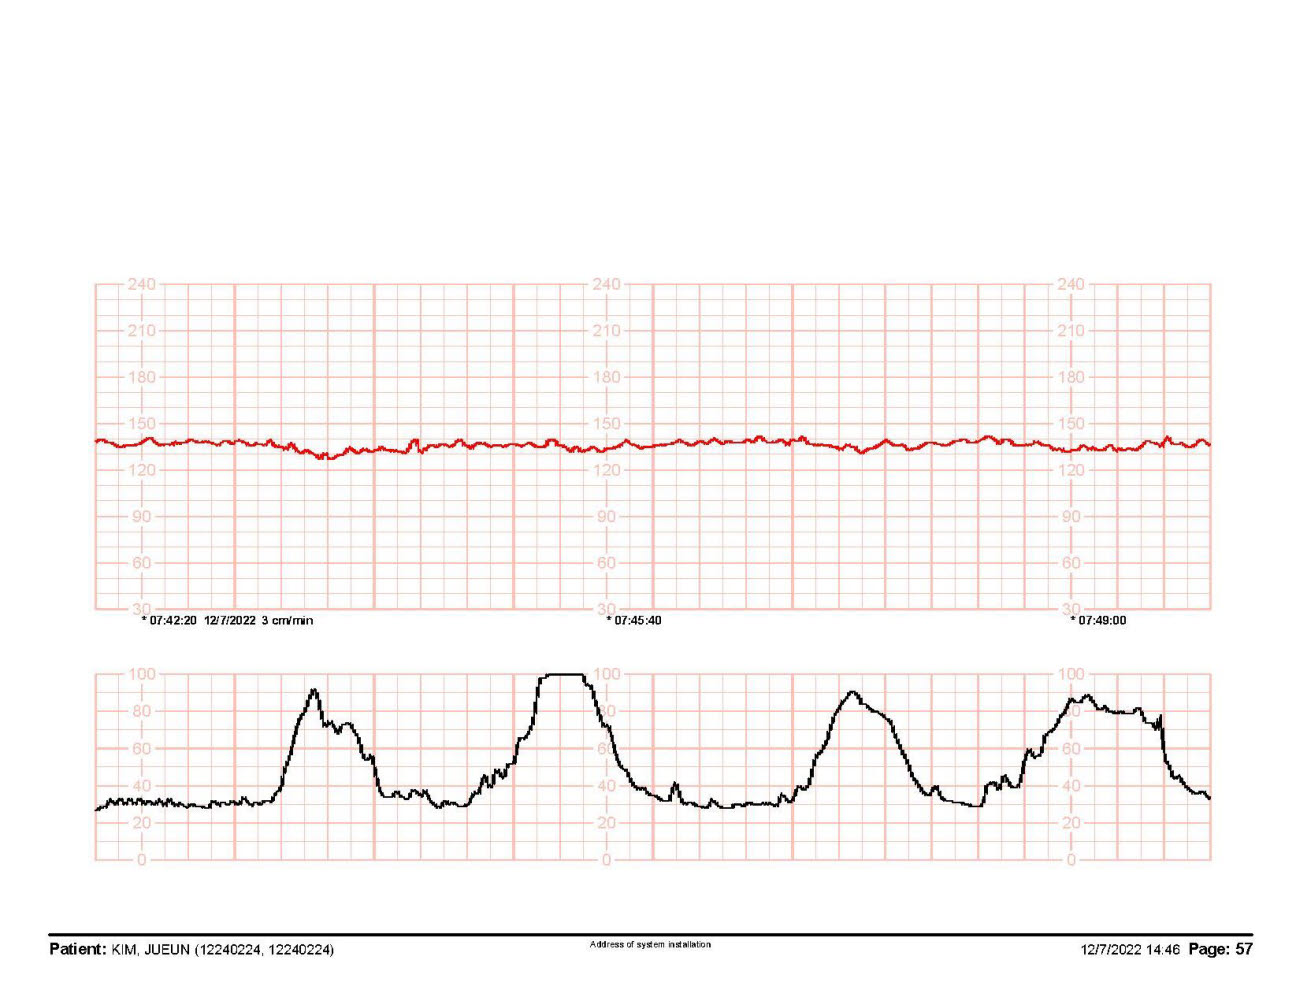 240 240 240
210 210 210
180 180 180
150 150 150
120 120 120
90 90 90
60 60 60
30 30 30
* 07:42:20 12/7/2022 3 cm/min * 07:45:40 * 07:49:00
100 100 100
80 80 80
60 60 60
40 40 40
20 20 20
0 0 0
Patient: KIM, JUEUN (12240224, 12240224) Address of system installation 12/7/2022 14:46 Page: 57